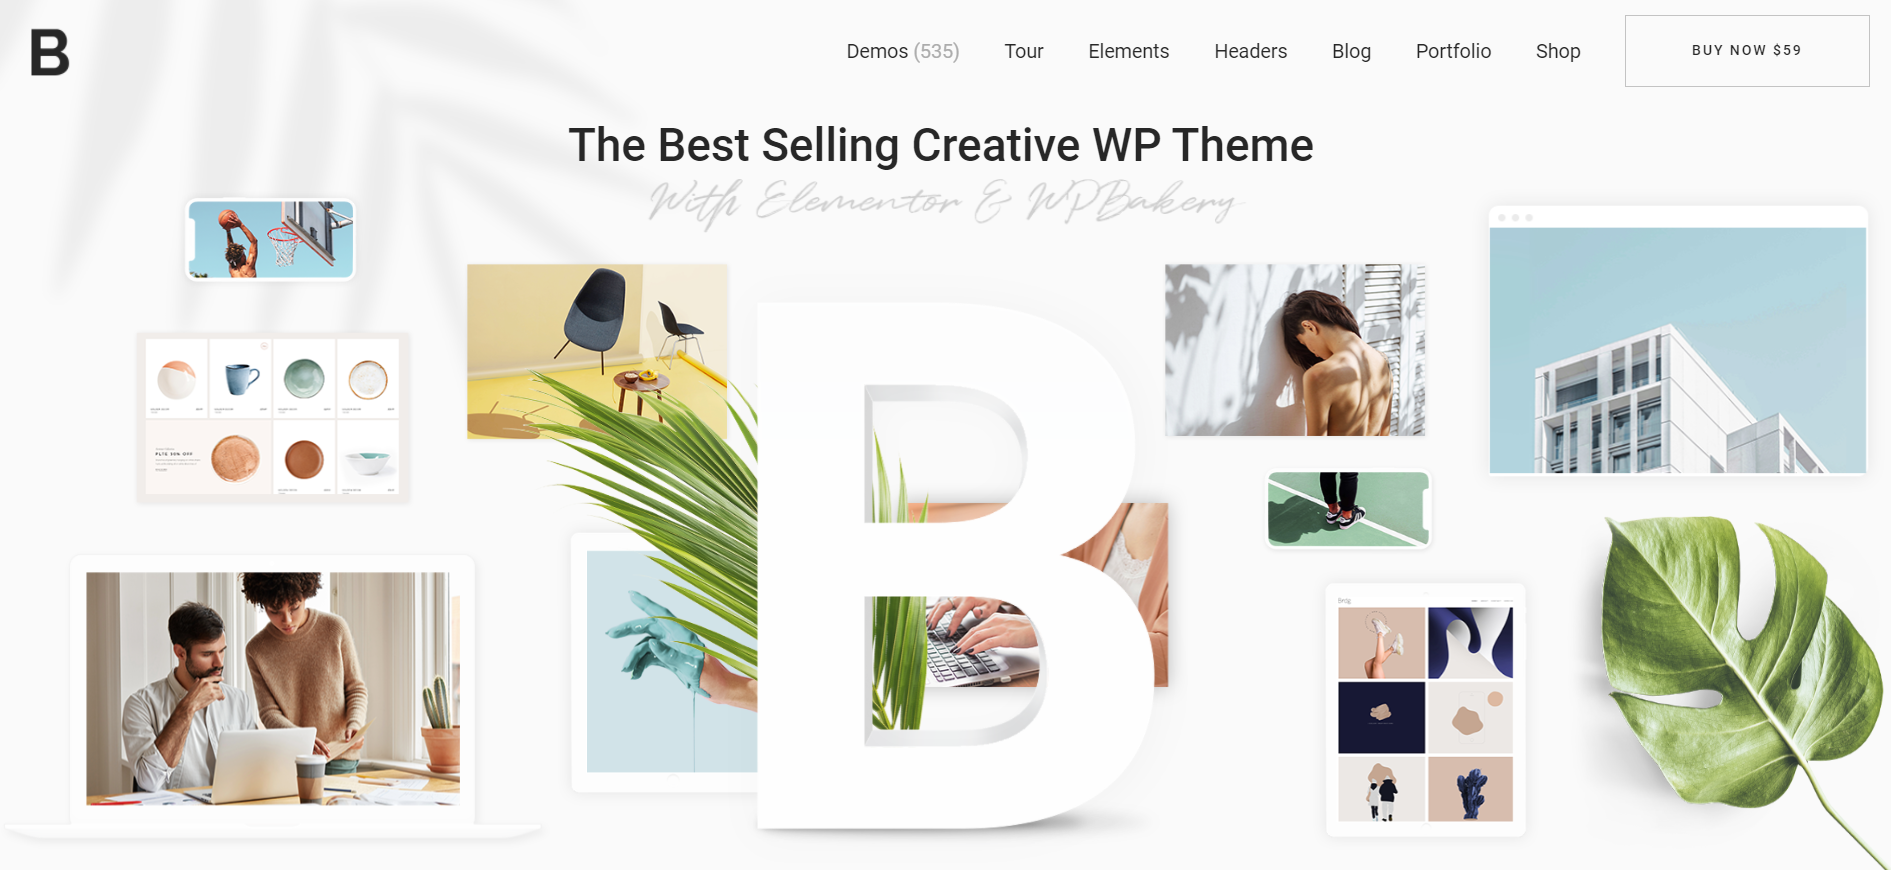 B
Demos (535) Tour Elements Headers Blog Portfolio Shop BUY NOW $59
The Best Selling Creative WP Theme
With Elementor & WPBakery
B